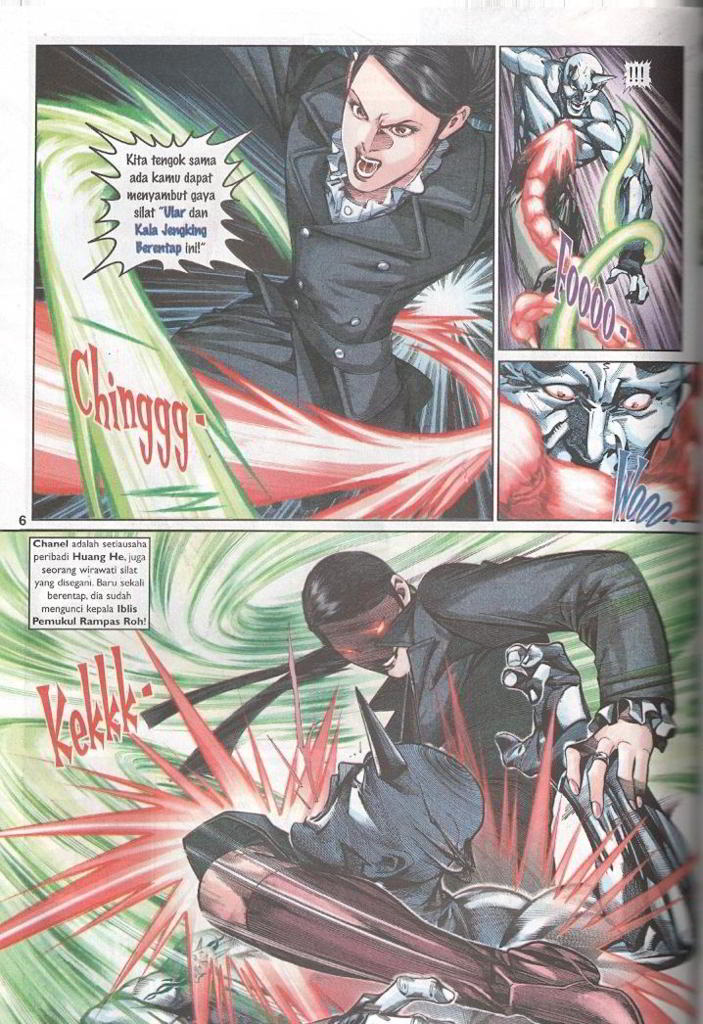 Kita tengok sama
ada kamu dapat
menyambut gaya
silat "Ular dan
Kala Jengking
Berentap ini!"
!!!
Foooo-
Chinggg-
Wooo-
6
Chanel adalah setiausaha
peribadi Huang He, juga
seorang wirawati silat
yang disegani. Baru sekali
berentap, dia sudah
mengunci kepala Iblis
Pemukul Rampas Roh!
Kekkk-